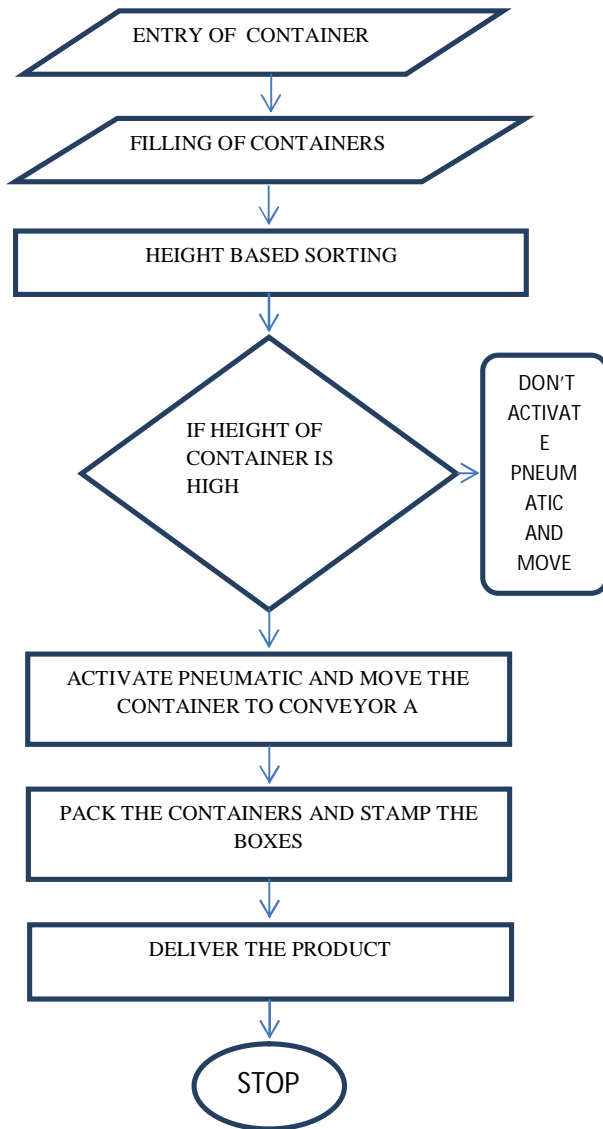 ENTRY OF CONTAINER
FILLING OF CONTAINERS
HEIGHT BASED SORTING
IF HEIGHT OF
CONTAINER IS
HIGH
DON'T
ACTIVAT
E
PNEUM
ATIC
AND
MOVE
ACTIVATE PNEUMATIC AND MOVE THE
CONTAINER TO CONVEYOR A
PACK THE CONTAINERS AND STAMP THE
BOXES
DELIVER THE PRODUCT
STOP